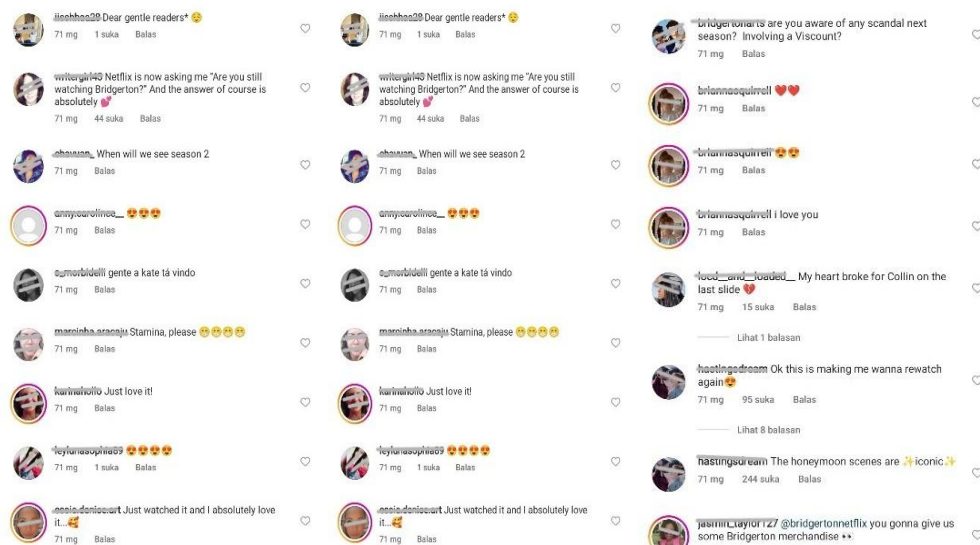 Dear gentle readers* 😌
71 mg 1 suka Balas
writergirl43 Netflix is now asking me "Are you still
watching Bridgerton?" And the answer of course is
absolutely 💕
71 mg 44 suka Balas
When will we see season 2
71 mg Balas
😍😍😍
71 mg Balas
gente a kate tá vindo
71 mg Balas
Stamina, please 😁😁😁😁
71 mg Balas
Just love it!
71 mg Balas
😍😍😍😍
71 mg 1 suka Balas
Just watched it and I absolutely love
it...🥰
71 mg Balas
Dear gentle readers* 😌
71 mg 1 suka Balas
writergirl43 Netflix is now asking me "Are you still
watching Bridgerton?" And the answer of course is
absolutely 💕
71 mg 44 suka Balas
When will we see season 2
71 mg Balas
😍😍😍
71 mg Balas
gente a kate tá vindo
71 mg Balas
Stamina, please 😁😁😁😁
71 mg Balas
Just love it!
71 mg Balas
😍😍😍😍
71 mg 1 suka Balas
Just watched it and I absolutely love
it...🥰
71 mg Balas
bridgertonarts are you aware of any scandal next
season? Involving a Viscount?
71 mg Balas
briannasquirrell ❤️❤️
71 mg Balas
briannasquirrell 😍😍
71 mg Balas
briannasquirrell i love you
71 mg Balas
My heart broke for Collin on the
last slide 💔
71 mg 15 suka Balas
Lihat 1 balasan
hastingsdream Ok this is making me wanna rewatch
again😍
71 mg 95 suka Balas
Lihat 8 balasan
hastingsdream The honeymoon scenes are ✨iconic✨
71 mg 244 suka Balas
jasmin_taylor127 @bridgertonnetflix you gonna give us
some Bridgerton merchandise 👀